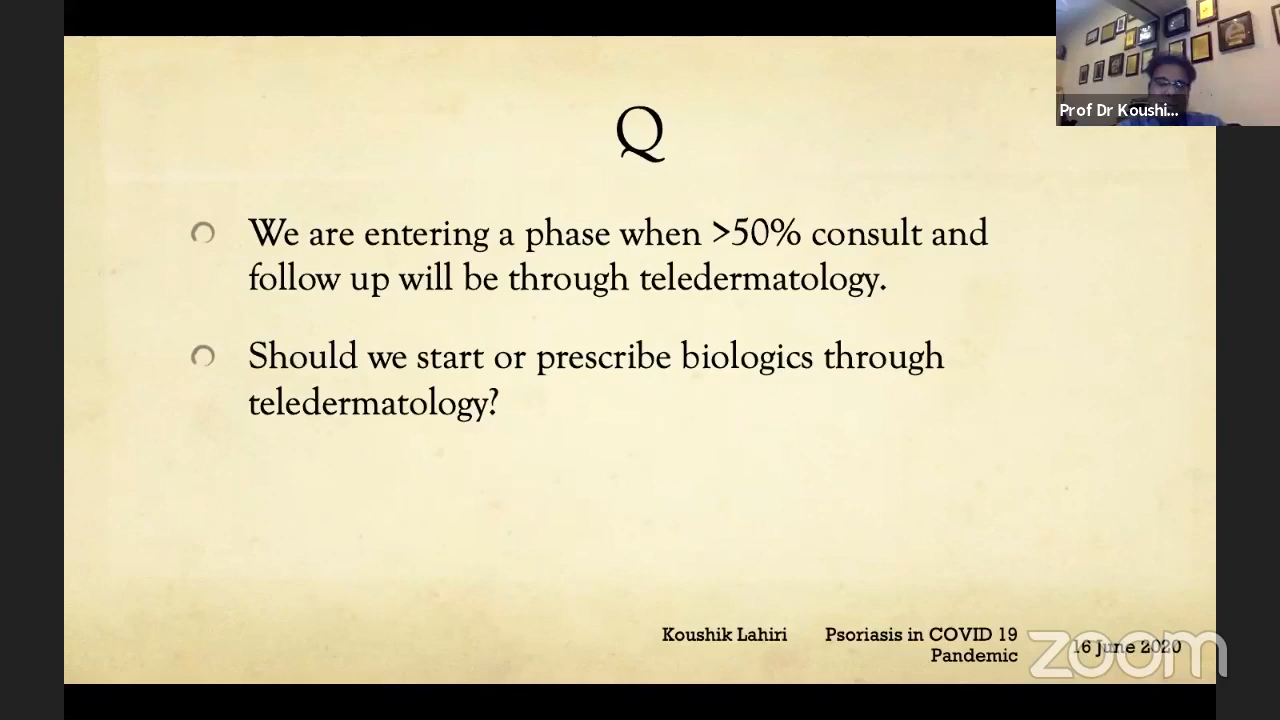 Prof Dr Koushi...
Q
We are entering a phase when >50% consult and
follow up will be through teledermatology.
Should we start or prescribe biologics through
teledermatology?
Koushik Lahiri
Psoriasis in COVID 19
Pandemic
16 June 2020
zoom